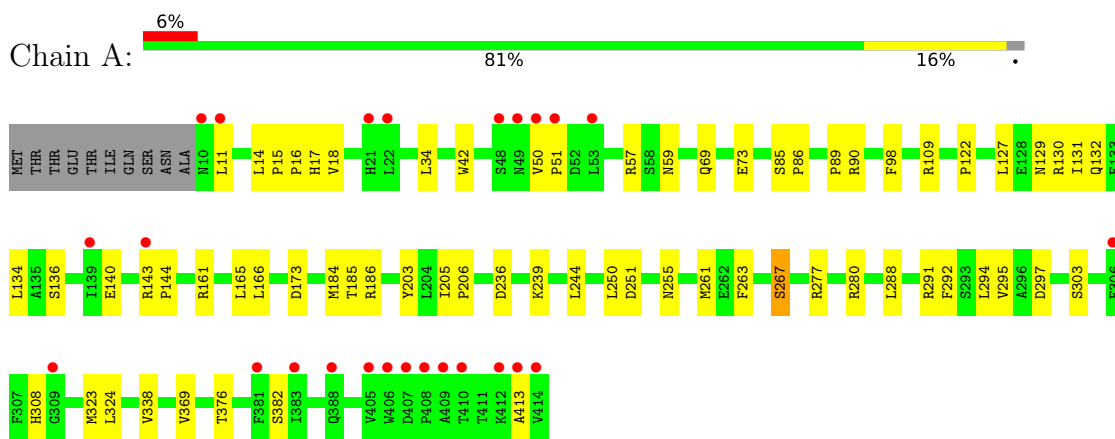 6%
Chain A:
81% 16% •
MET THR THR GLU THR ILE GLN SER ASN ALA N10 L11 L14 P15 P16 H17 V18 H21 L22 L34 W42 S48 N49 V50 P51 D52 L53 R57 S58 N59 Q69 E73 S85 P86 P89 R90 F98 R109 P122 L127 E128 N129 R130 I131 Q132 E133
L134 A135 S136 I139 E140 R143 P144 R161 L165 L166 D173 M184 T185 R186 Y203 L204 I205 P206 D236 K239 L244 L250 D251 N255 M261 E262 F263 S267 R277 R280 L288 R291 F292 S293 L294 V295 A296 D297 S303 E306
F307 H308 G309 M323 L324 V338 V369 T376 F381 S382 I383 Q388 V405 W406 D407 P408 A409 T410 T411 K412 A413 V414